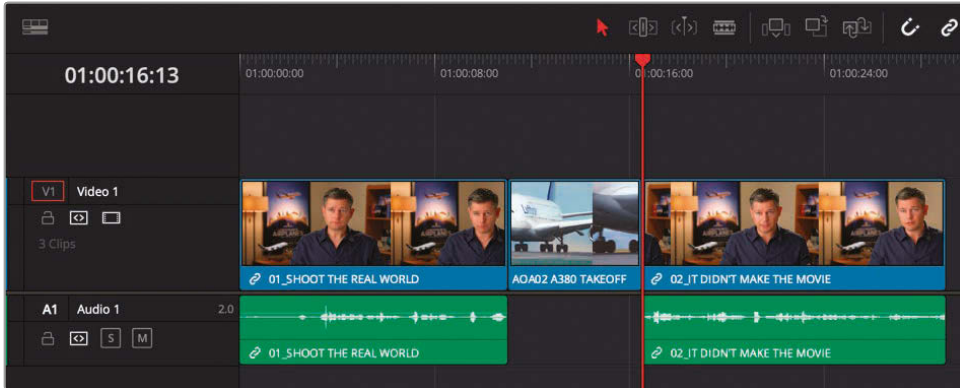 01:00:16:13
01:00:00:00
01:00:08:00
01:00:16:00
01:00:24:00
V1 Video 1
3 Clips
01_SHOOT THE REAL WORLD
AOA02 A380 TAKEOFF
02_IT DIDN'T MAKE THE MOVIE
A1 Audio 1 2.0
S M
01_SHOOT THE REAL WORLD
02_IT DIDN'T MAKE THE MOVIE